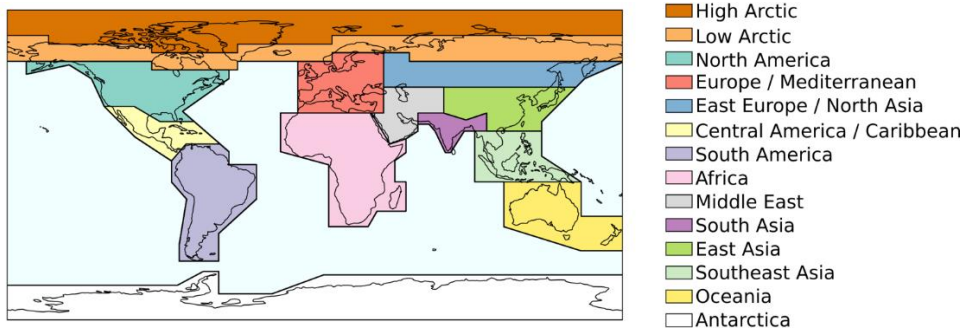 High Arctic
Low Arctic
North America
Europe / Mediterranean
East Europe / North Asia
Central America / Caribbean
South America
Africa
Middle East
South Asia
East Asia
Southeast Asia
Oceania
Antarctica